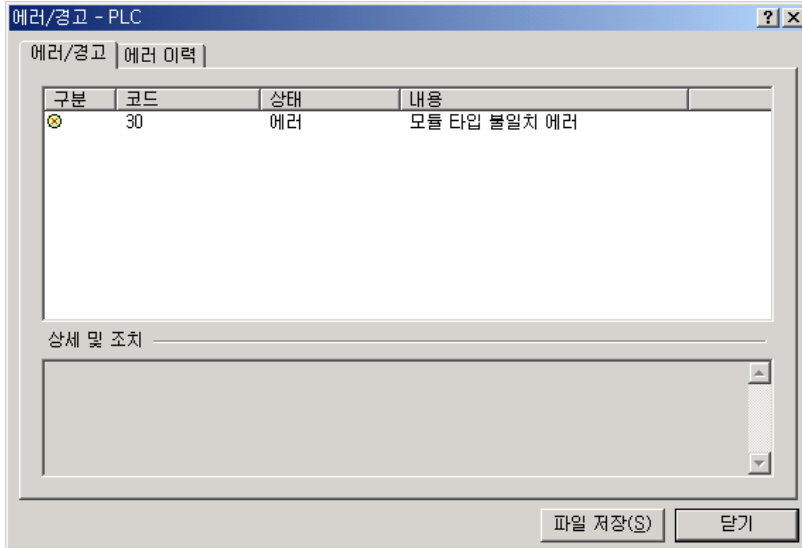 에러/경고 - PLC
에러/경고 에러 이력
구분 코드 상태 내용
30 에러 모듈 타입 불일치 에러
상세 및 조치
파일 저장(S) 닫기